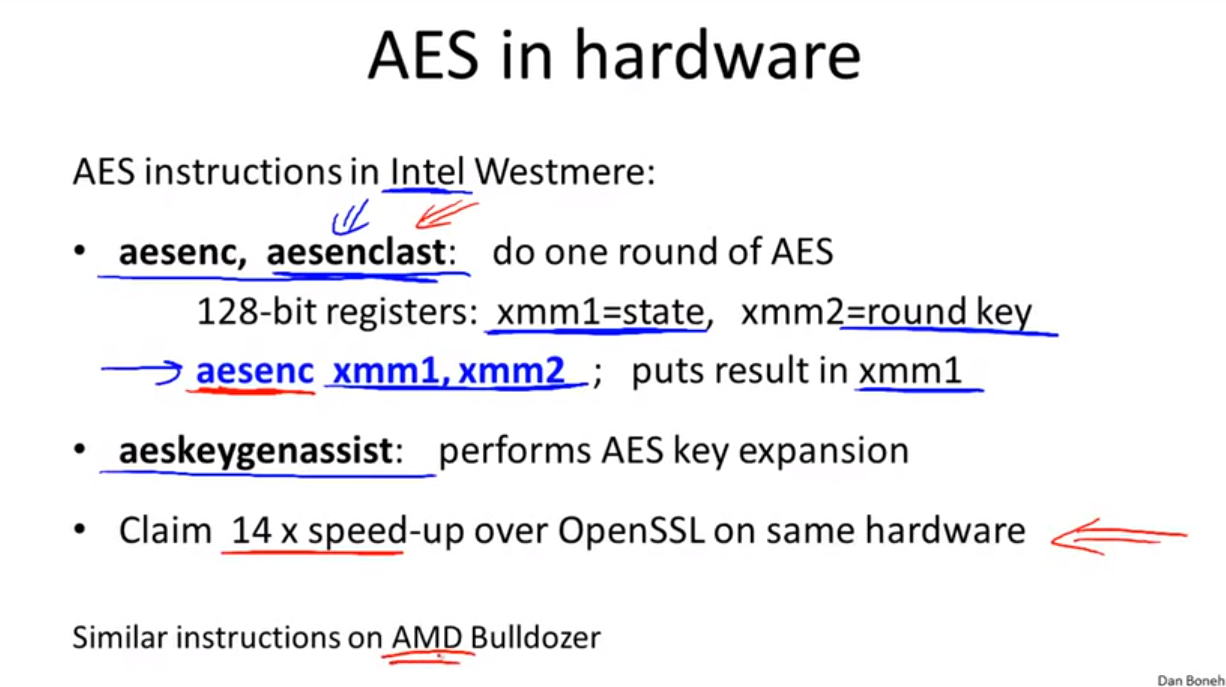 AES in hardware
AES instructions in Intel Westmere:
• aesenc, aesenclast: do one round of AES
128-bit registers: xmm1=state, xmm2=round key
aesenc xmm1, xmm2 ; puts result in xmm1
• aeskeygenassist: performs AES key expansion
• Claim 14 x speed-up over OpenSSL on same hardware
Similar instructions on AMD Bulldozer
Dan Boneh